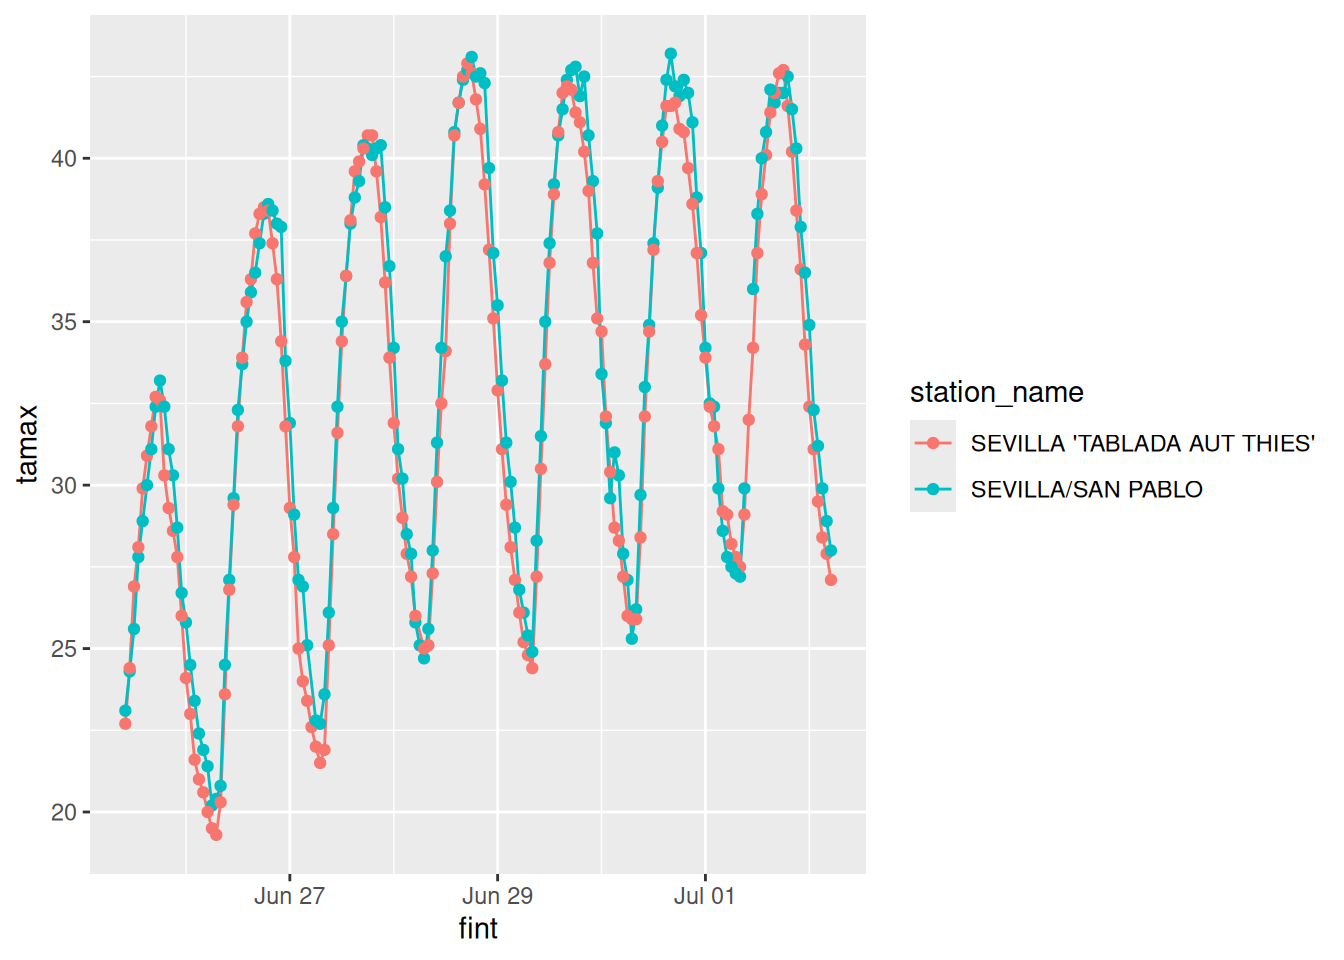 40
35
30
25
20
tamax
Jun 27
Jun 29
Jul 01
fint
station_name
SEVILLA 'TABLADA AUT THIES'
SEVILLA/SAN PABLO